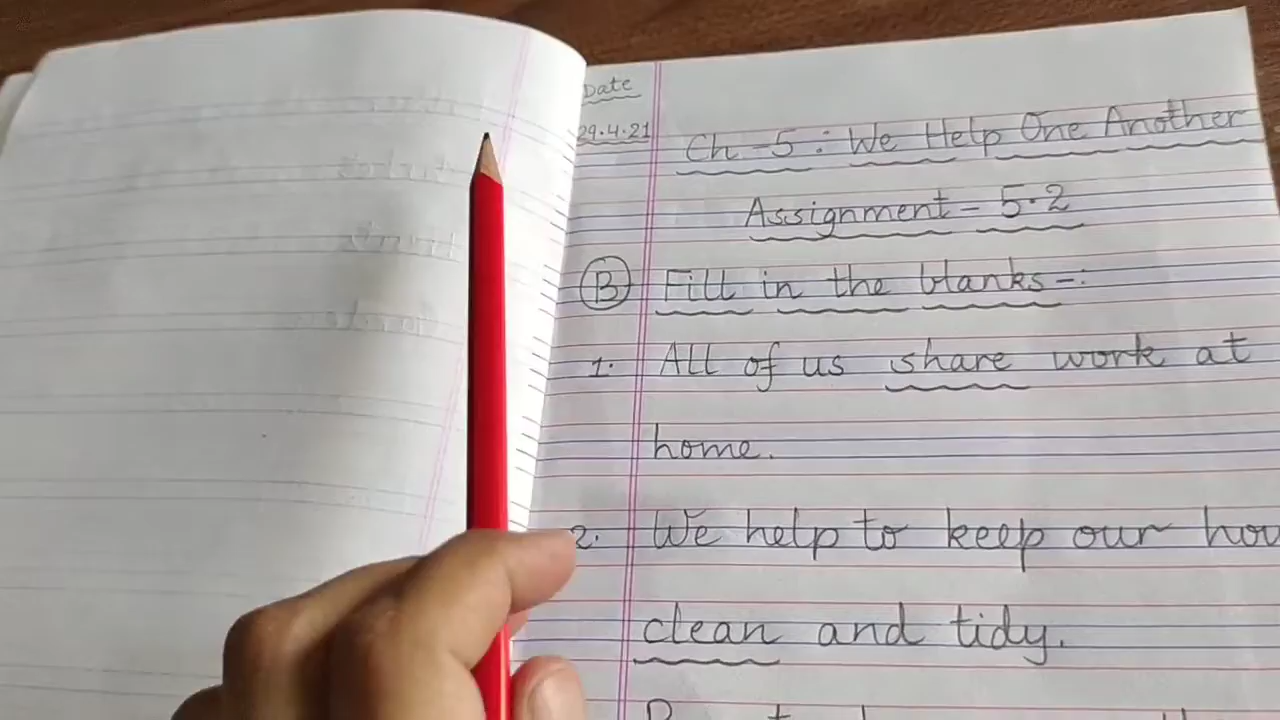 Date
29.4.21
Ch-5: We Help One Another
Assignment - 5.2
B Fill in the blanks-:
1. All of us share work at
home.
2. We help to keep our hou
clean and tidy.